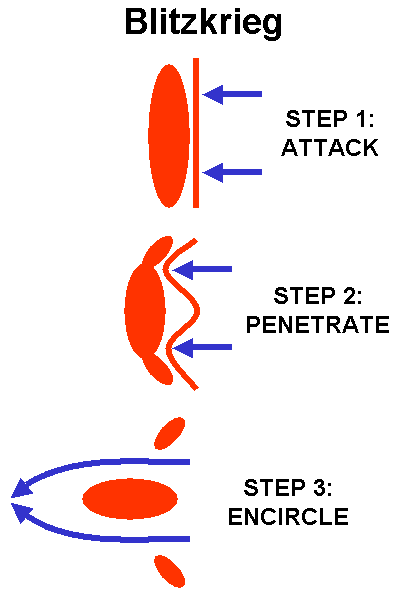 Blitzkrieg
STEP 1:
ATTACK
STEP 2:
PENETRATE
STEP 3:
ENCIRCLE